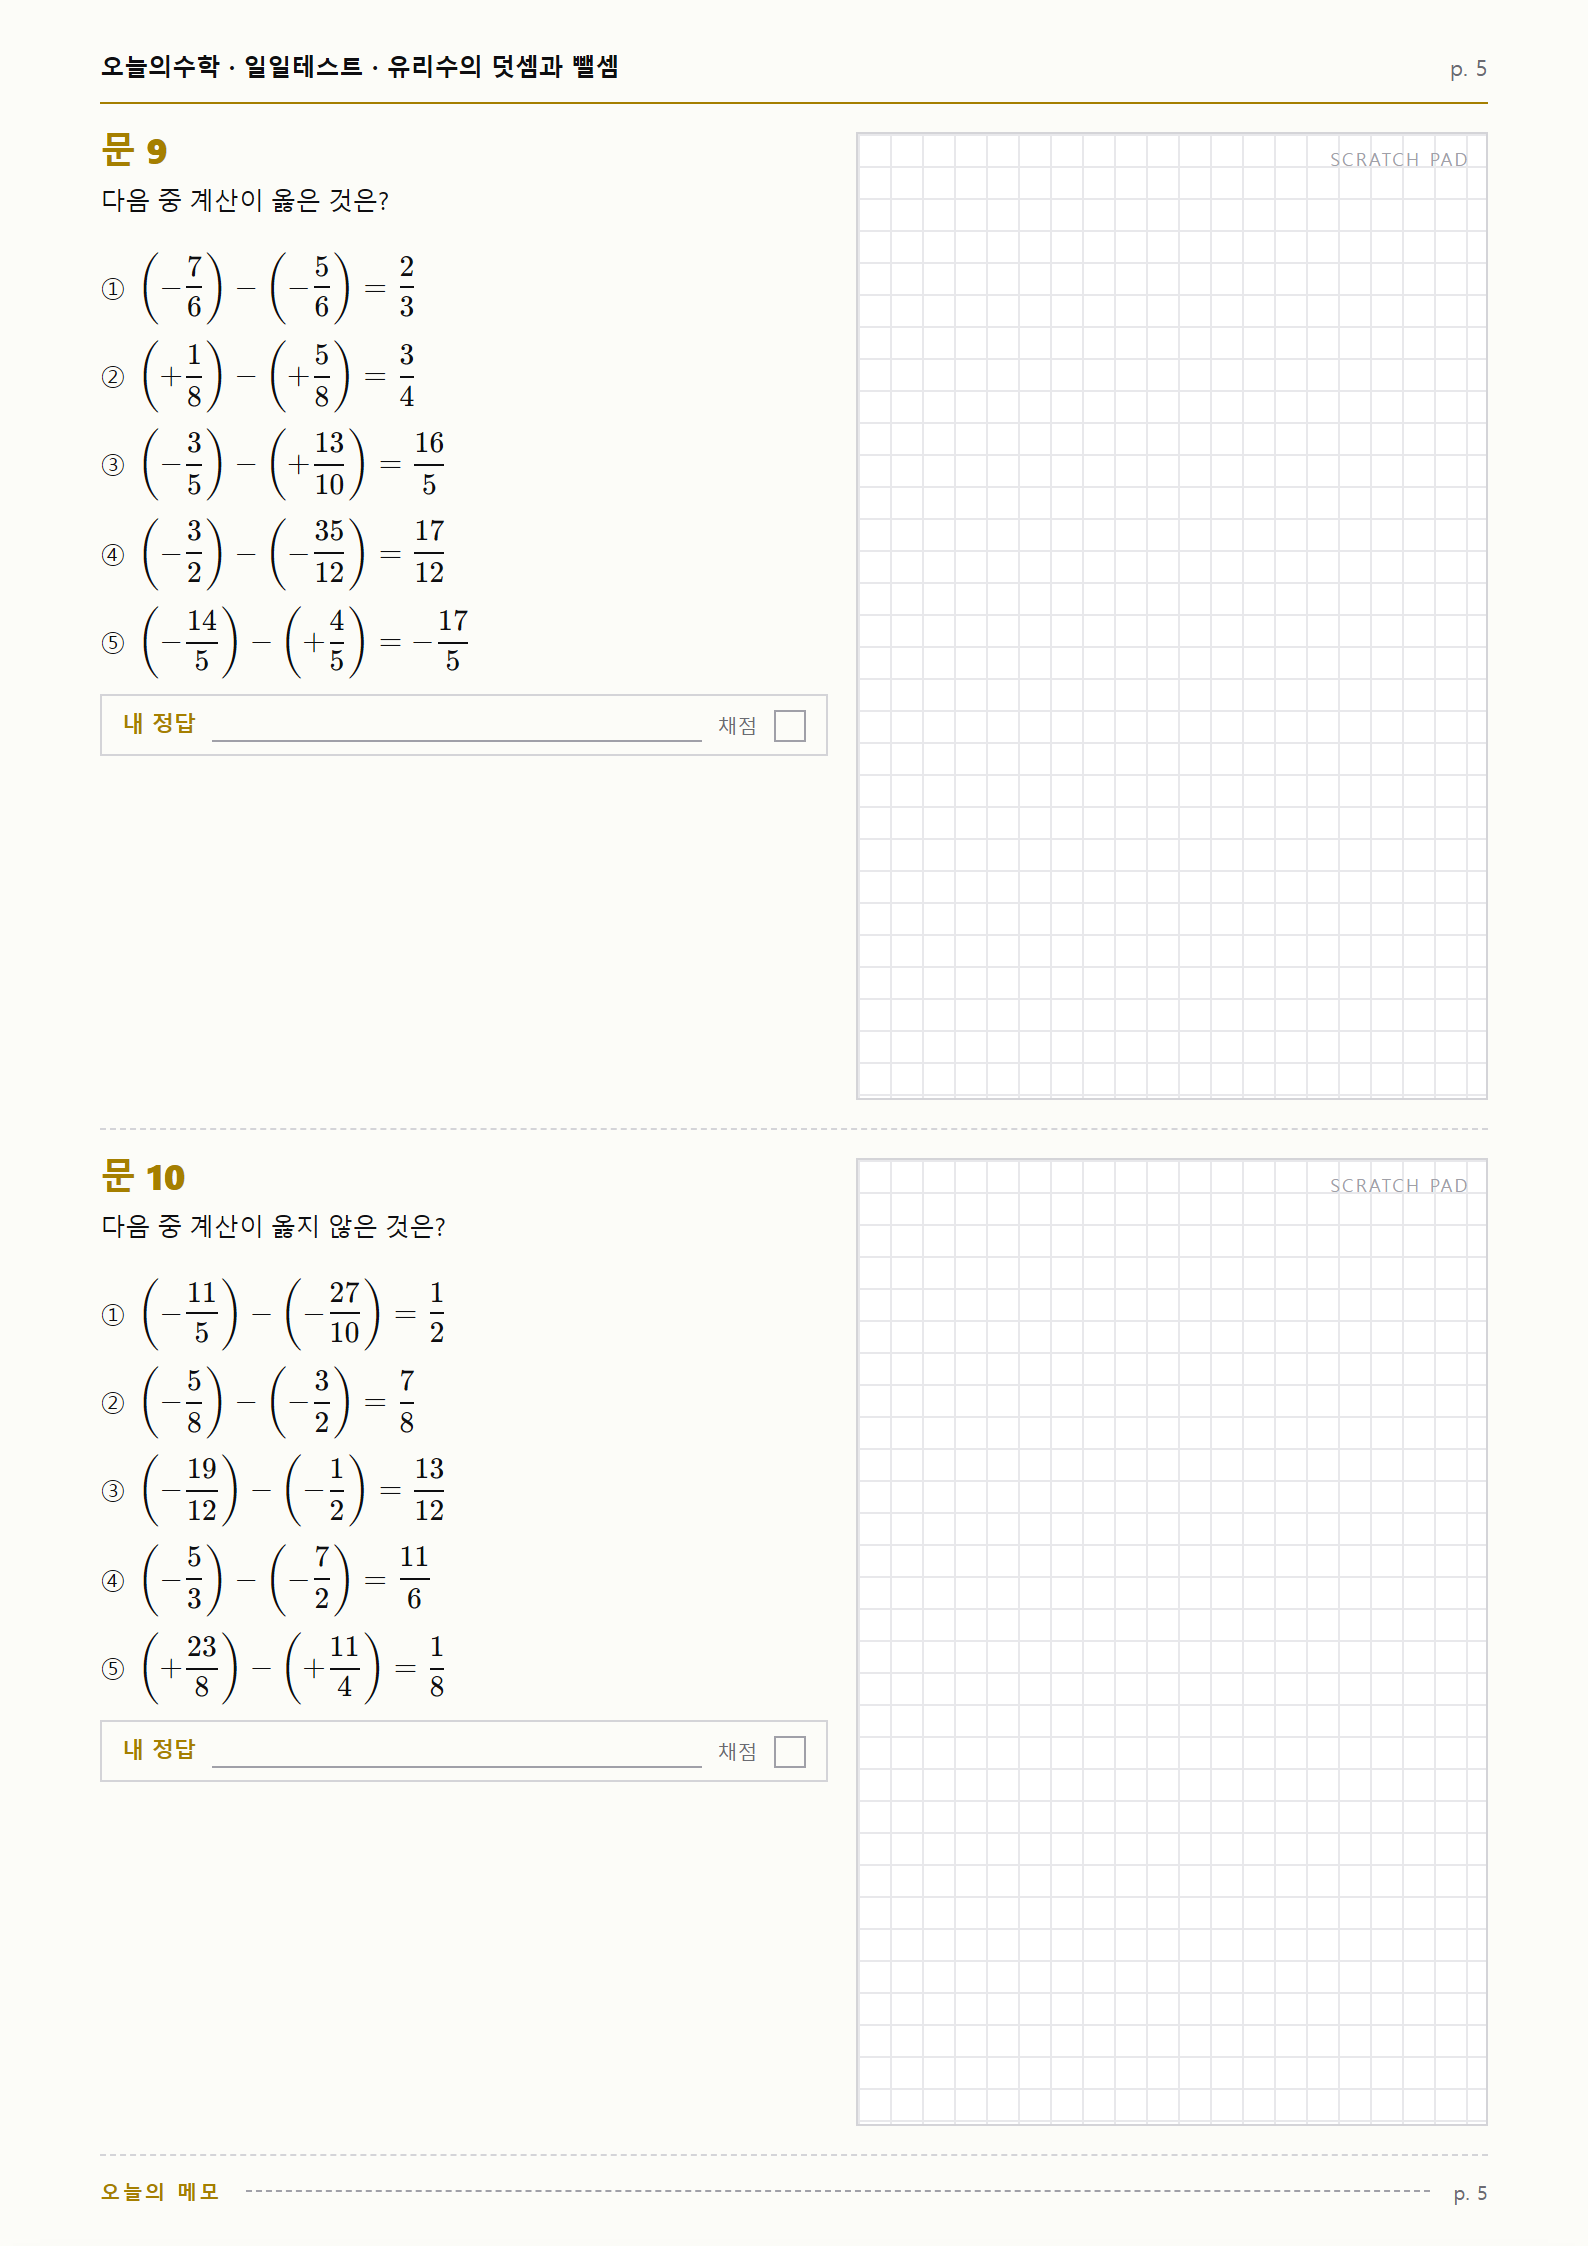 오늘의수학 · 일일테스트 · 유리수의 덧셈과 뺄셈
p. 5
문 9
다음 중 계산이 옳은 것은?
① (−7/6) − (−5/6) = 2/3
② (+1/8) − (+5/8) = 3/4
③ (−3/5) − (+13/10) = 16/5
④ (−3/2) − (−35/12) = 17/12
⑤ (−14/5) − (+4/5) = −17/5
내 정답
채점
SCRATCH PAD
문 10
다음 중 계산이 옳지 않은 것은?
① (−11/5) − (−27/10) = 1/2
② (−5/8) − (−3/2) = 7/8
③ (−19/12) − (−1/2) = 13/12
④ (−5/3) − (−7/2) = 11/6
⑤ (+23/8) − (+11/4) = 1/8
내 정답
채점
SCRATCH PAD
오늘의 메모
p. 5